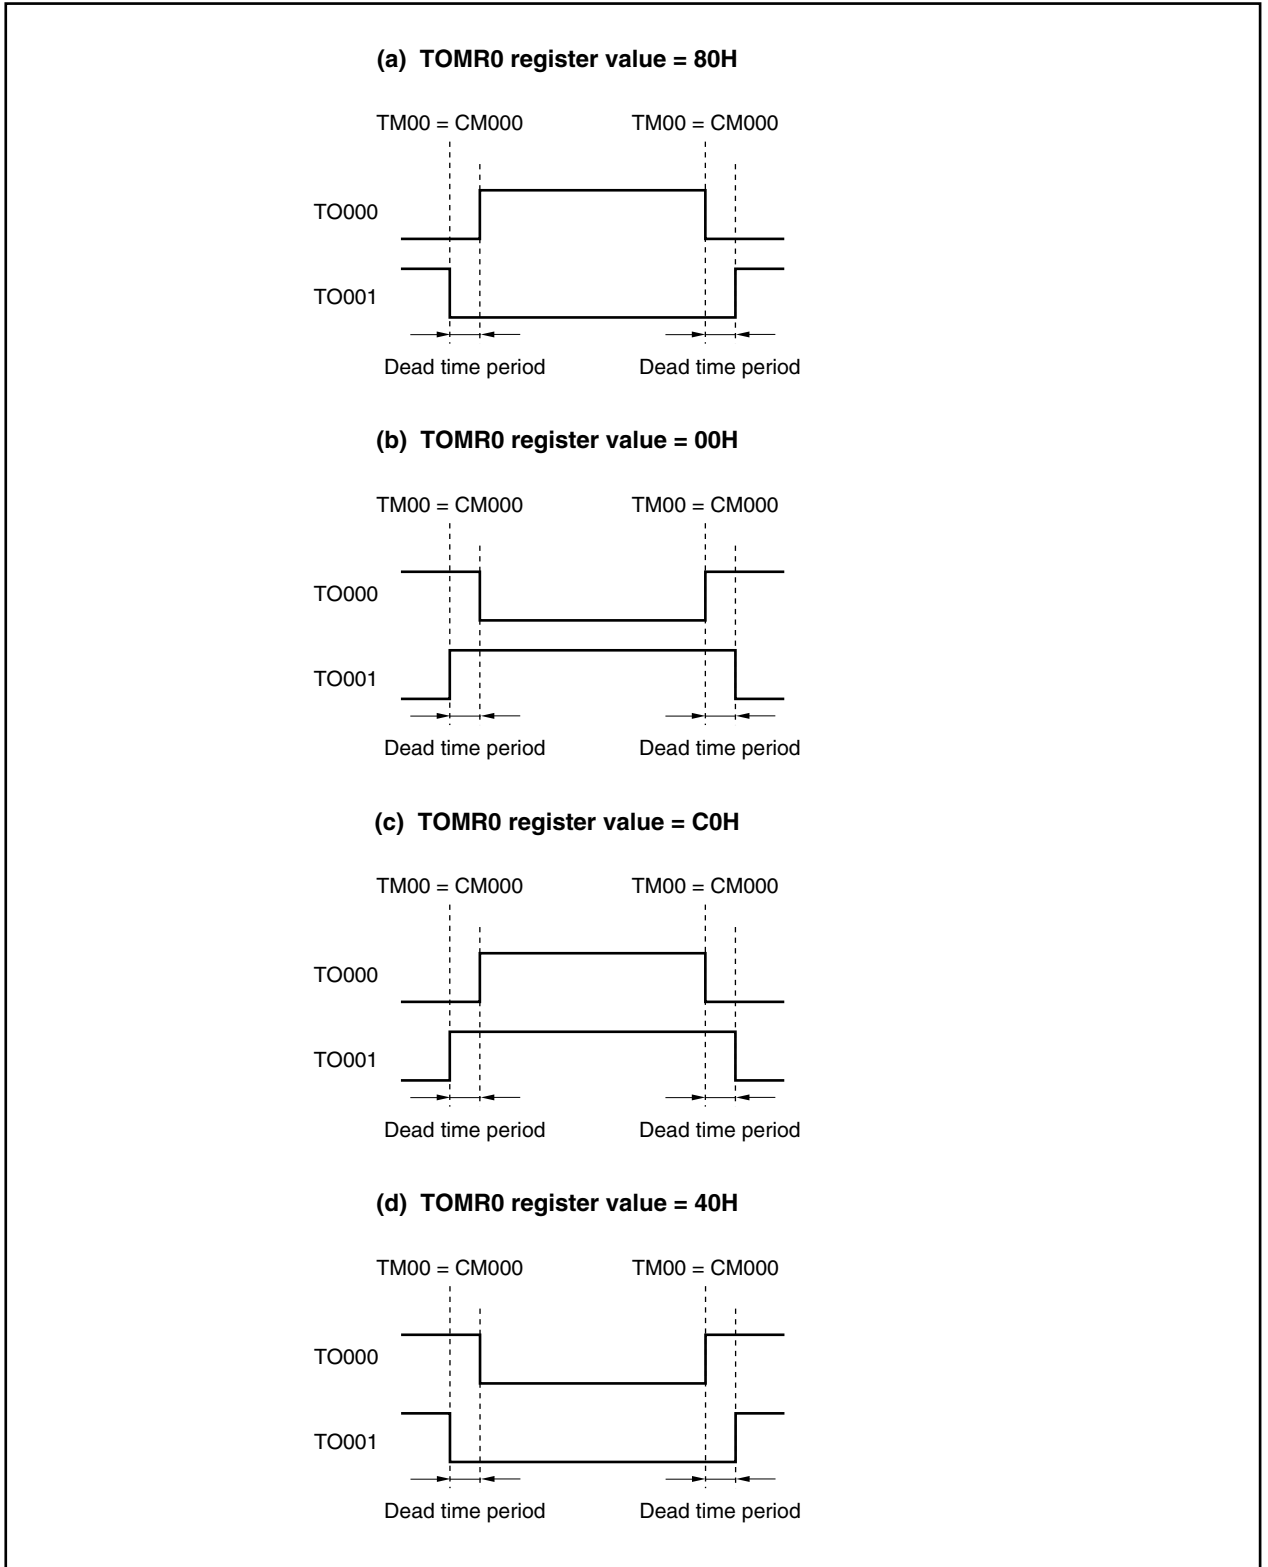 (a) TOMR0 register value = 80H
TM00 = CM000 TM00 = CM000
TO000
TO001
Dead time period Dead time period
(b) TOMR0 register value = 00H
TM00 = CM000 TM00 = CM000
TO000
TO001
Dead time period Dead time period
(c) TOMR0 register value = C0H
TM00 = CM000 TM00 = CM000
TO000
TO001
Dead time period Dead time period
(d) TOMR0 register value = 40H
TM00 = CM000 TM00 = CM000
TO000
TO001
Dead time period Dead time period